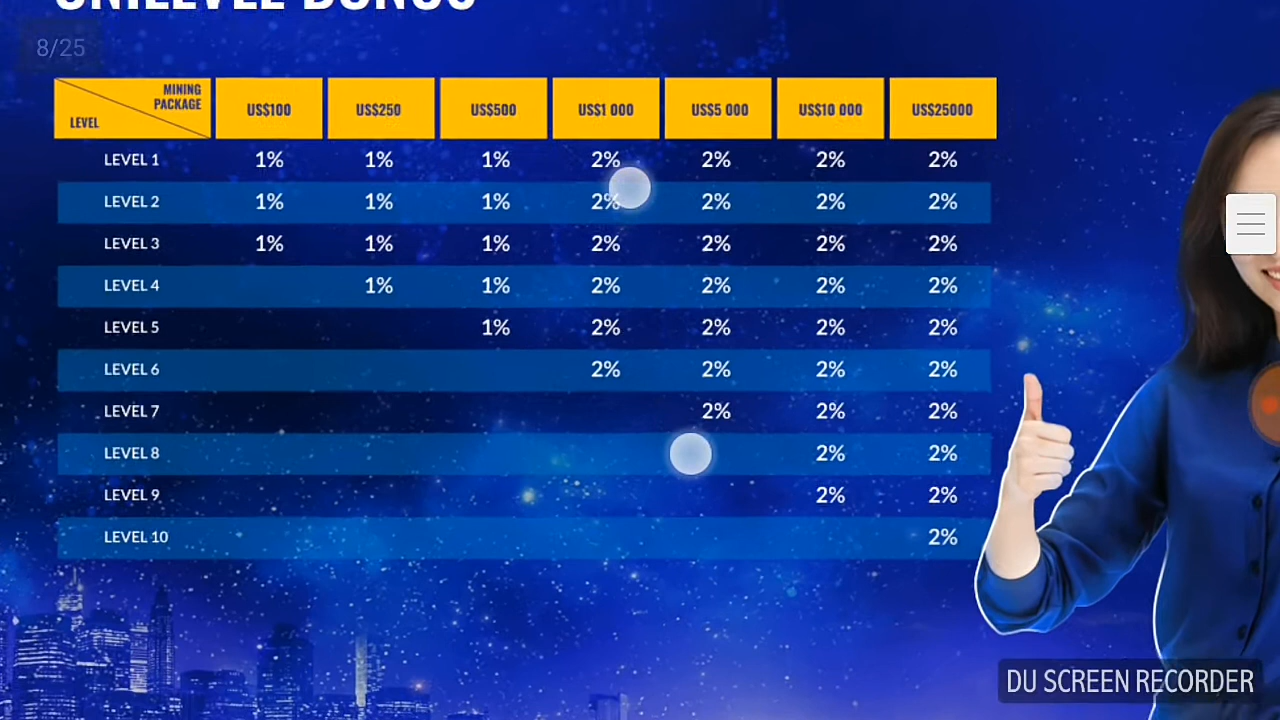 UNILEVEL BONUS
8/25
MINING
PACKAGE
LEVEL
US$100 US$250 US$500 US$1 000 US$5 000 US$10 000 US$25000
LEVEL 1 1% 1% 1% 2% 2% 2% 2%
LEVEL 2 1% 1% 1% 2% 2% 2% 2%
LEVEL 3 1% 1% 1% 2% 2% 2% 2%
LEVEL 4 1% 1% 2% 2% 2% 2%
LEVEL 5 1% 2% 2% 2% 2%
LEVEL 6 2% 2% 2% 2%
LEVEL 7 2% 2% 2%
LEVEL 8 2% 2%
LEVEL 9 2% 2%
LEVEL 10 2%
DU SCREEN RECORDER